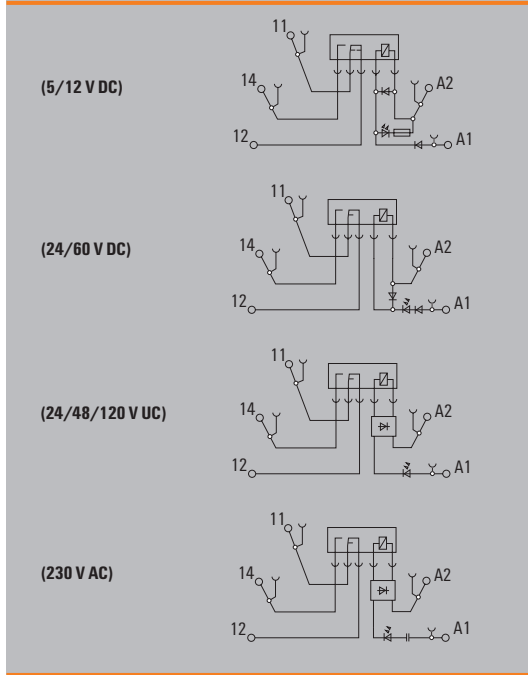 11
14
A2
(5/12 V DC)
12
A1
11
14
A2
(24/60 V DC)
12
A1
11
14
A2
(24/48/120 V UC)
12
A1
11
14
A2
(230 V AC)
12
A1